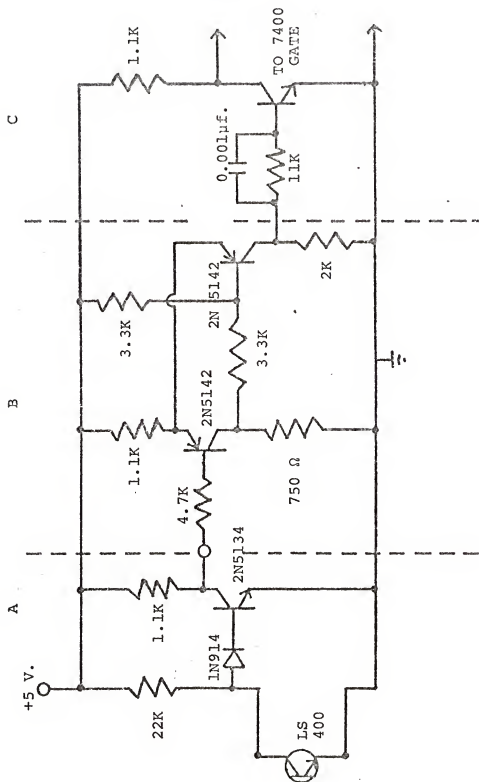 A
B
C
+5 V.
22K
1.1K
1N914
2N5134
LS
400
4.7K
1.1K
2N5142
750 Ω
3.3K
3.3K
2N 5142
2K
0.001µf.
11K
1.1K
TO 7400
GATE